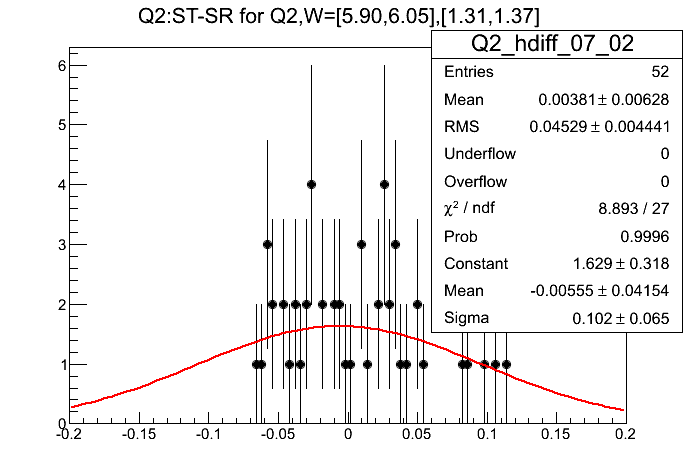 Q2:ST-SR for Q2,W=[5.90,6.05],[1.31,1.37]
Q2_hdiff_07_02
Entries 52
Mean 0.00381 ± 0.00628
RMS 0.04529 ± 0.004441
Underflow 0
Overflow 0
χ² / ndf 8.893 / 27
Prob 0.9996
Constant 1.629 ± 0.318
Mean -0.00555 ± 0.04154
Sigma 0.102 ± 0.065
6
5
4
3
2
1
0
-0.2 -0.15 -0.1 -0.05 0 0.05 0.1 0.15 0.2